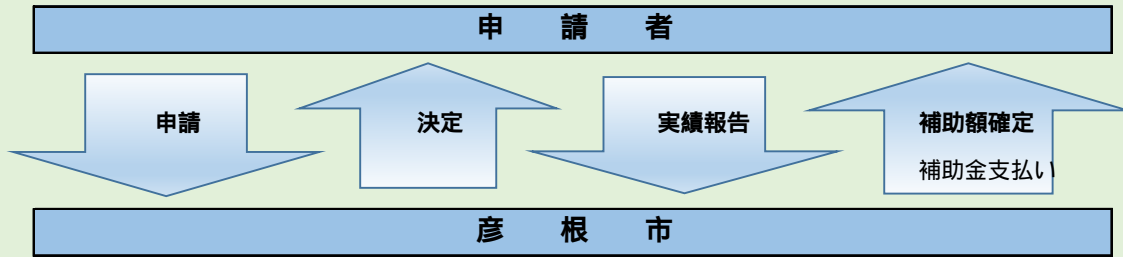 申 請 者
申請
決定
実績報告
補助額確定
補助金支払い
彦 根 市